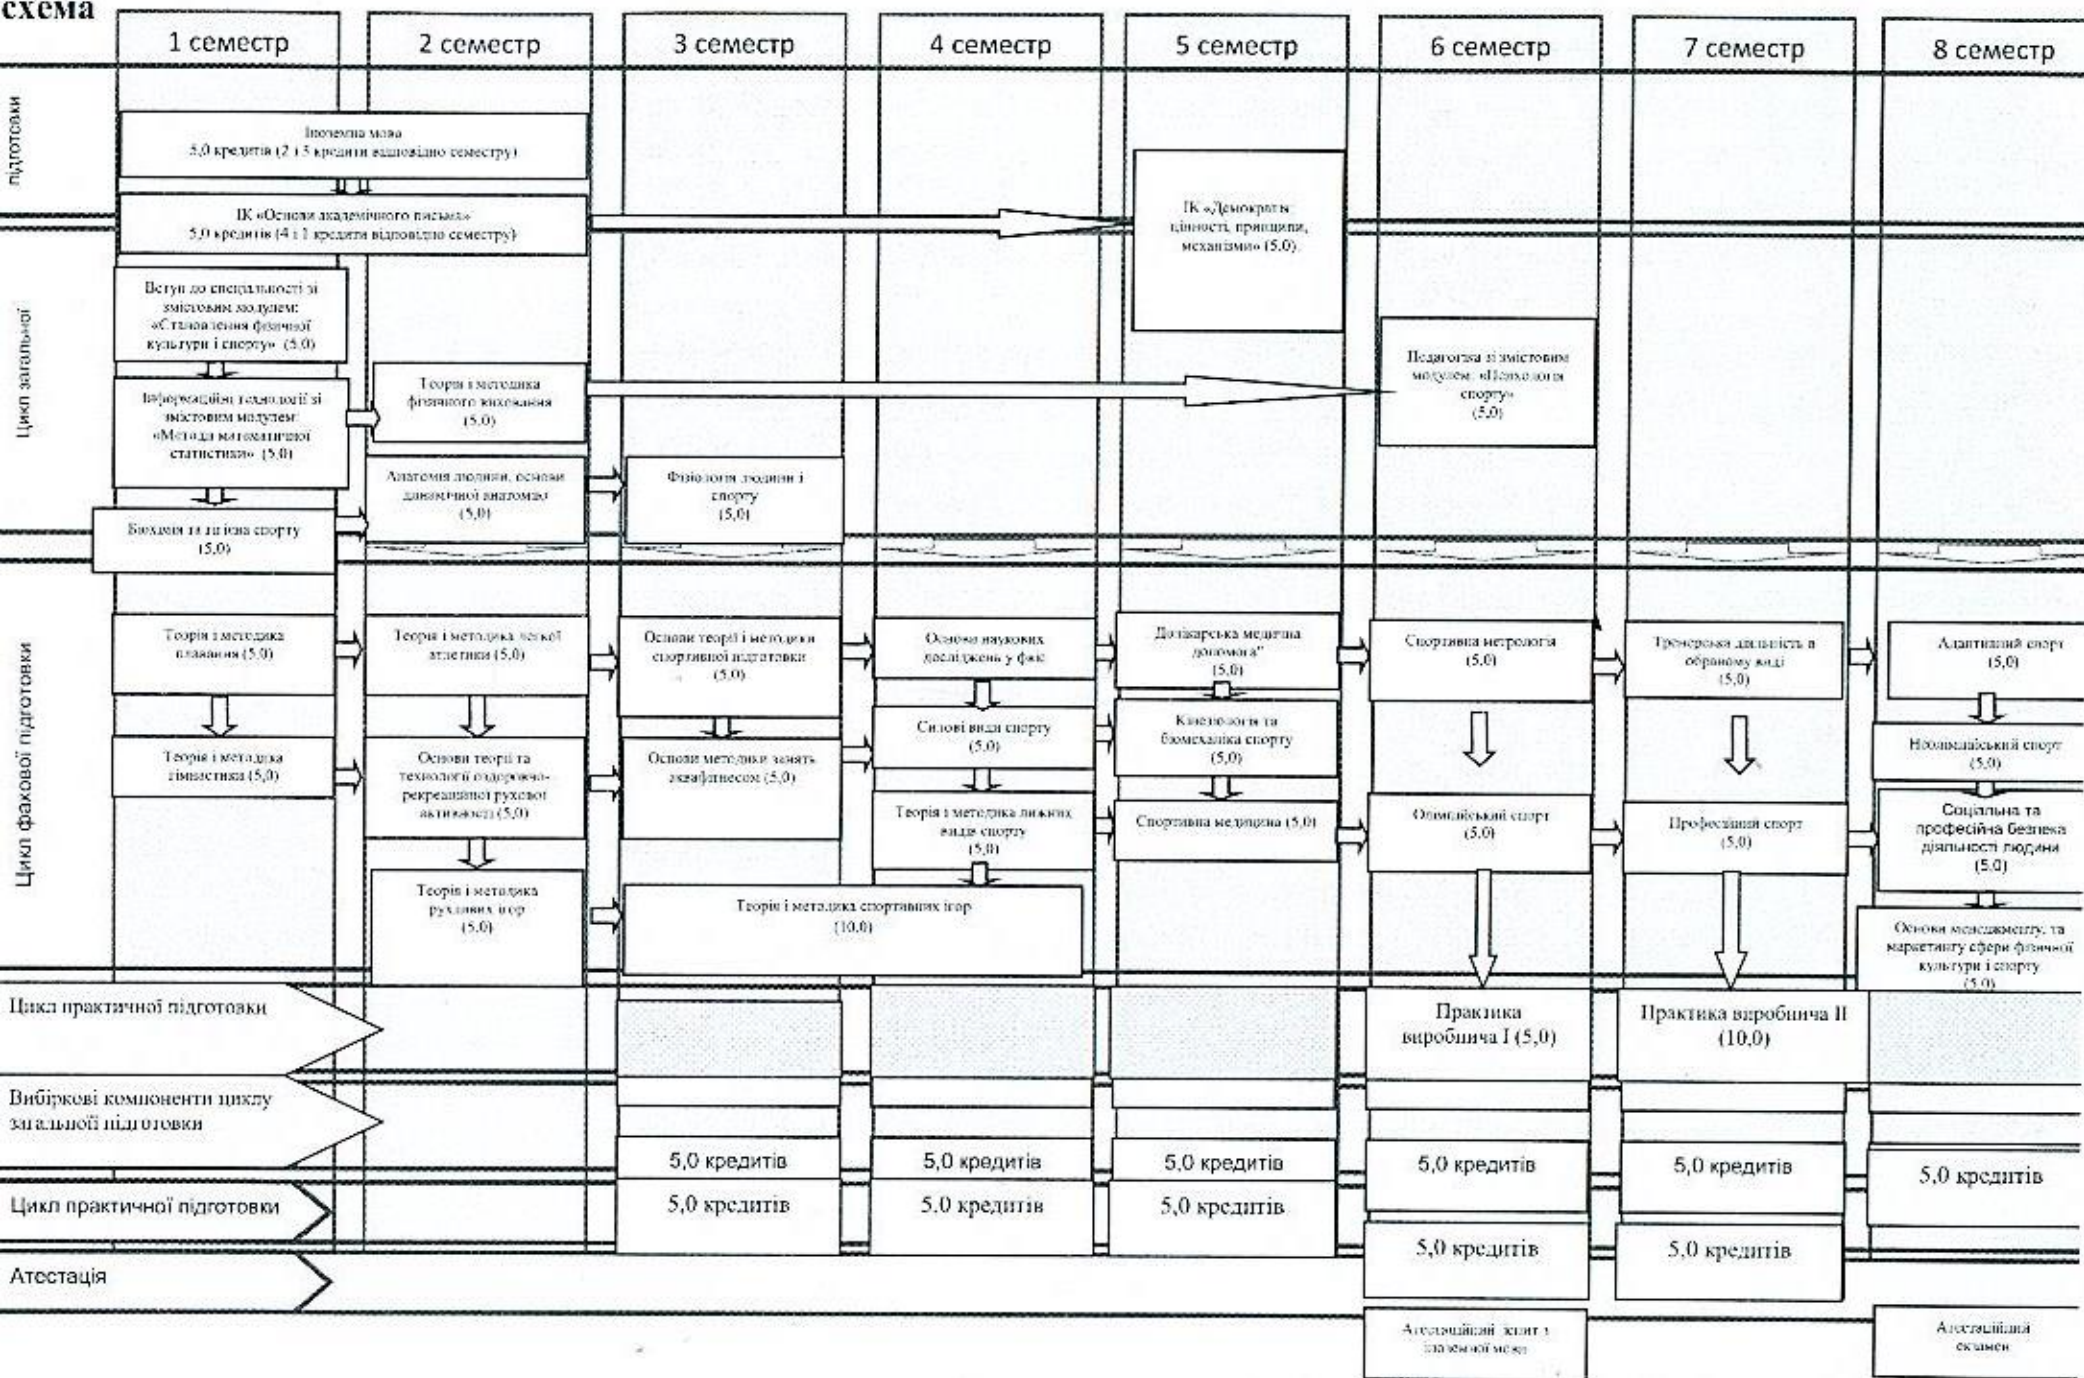 схема
1 семестр
2 семестр
3 семестр
4 семестр
5 семестр
6 семестр
7 семестр
8 семестр
підготовки
Іноземна мова
5,0 кредитів (2 і 3 кредити відповідно семестру)
ІК «Основи академічного письма»
5,0 кредитів (4 і 1 кредити відповідно семестру)
ІК «Демократія:
цінності, принципи,
механізми» (5,0)
Цикл загальної
Вступ до спеціальності зі
змістовим модулем:
«Становлення фізичної
культури і спорту» (5,0)
Інформаційні технології зі
змістовим модулем:
«Методи математичної
статистики» (5,0)
Теорія і методика
фізичного виховання
(5,0)
Педагогіка зі змістовим
модулем: «Психологія
спорту»
(5,0)
Анатомія людини, основи
динамічної анатомії
(5,0)
Фізіологія людини і
спорту
(5,0)
Біохімія та гігієна спорту
(5,0)
Цикл фахової підготовки
Теорія і методика
плавання (5,0)
Теорія і методика легкої
атлетики (5,0)
Основи теорії і методики
спортивної підготовки
(5,0)
Основи наукових
досліджень у фкіс
Долікарська медична
допомога"
(5,0)
Спортивна метрологія
(5,0)
Тренерська діяльність в
обраному виді
(5,0)
Адаптивний спорт
(5,0)
Теорія і методика
гімнастики (5,0)
Основи теорії та
технології оздоровчо-
рекреаційної рухової
активності (5,0)
Основи методики занять
аквафітнесом (5,0)
Силові види спорту
(5,0)
Кінезіологія та
біомеханіка спорту
(5,0)
Неолімпійський спорт
(5,0)
Теорія і методика лижних
видів спорту
(5,0)
Спортивна медицина (5,0)
Олімпійський спорт
(5,0)
Професійний спорт
(5,0)
Соціальна та
професійна безпека
діяльності людини
(5,0)
Теорія і методика
рухливих ігор
(5,0)
Теорія і методика спортивних ігор
(10,0)
Основи менеджменту, та
маркетингу сфери фізичної
культури і спорту
(5,0)
Цикл практичної підготовки
Практика
виробнича І (5,0)
Практика виробнича ІІ
(10,0)
Вибіркові компоненти циклу
загальної підготовки
5,0 кредитів
5,0 кредитів
5,0 кредитів
5,0 кредитів
5,0 кредитів
5,0 кредитів
Цикл практичної підготовки
5,0 кредитів
5,0 кредитів
5,0 кредитів
5,0 кредитів
5,0 кредитів
Атестація
Атестаційний іспит з
іноземної мови
Атестаційний
екзамен